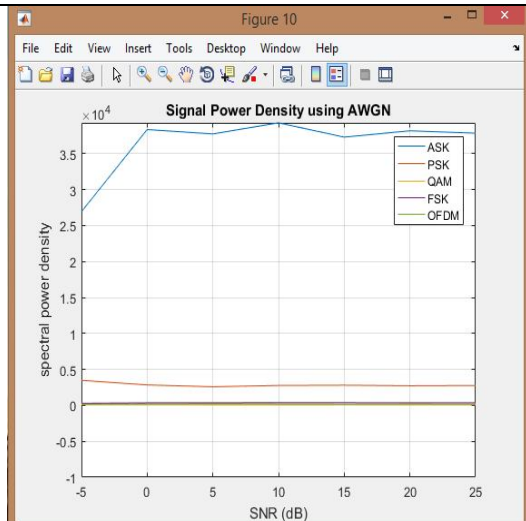 Figure 10
File Edit View Insert Tools Desktop Window Help
×10⁴
Signal Power Density using AWGN
3.5
3
2.5
2
1.5
1
0.5
0
-0.5
-1
spectral power density
-5 0 5 10 15 20 25
SNR (dB)
ASK
PSK
QAM
FSK
OFDM